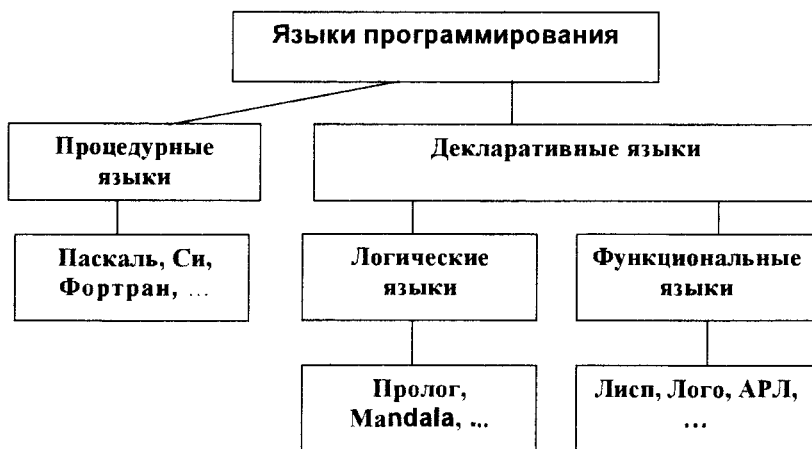 Языки программирования
Процедурные
языки
Декларативные языки
Паскаль, Си,
Фортран, ...
Логические
языки
Функциональные
языки
Пролог,
Mandala, ...
Лисп, Лого, АРЛ,
...